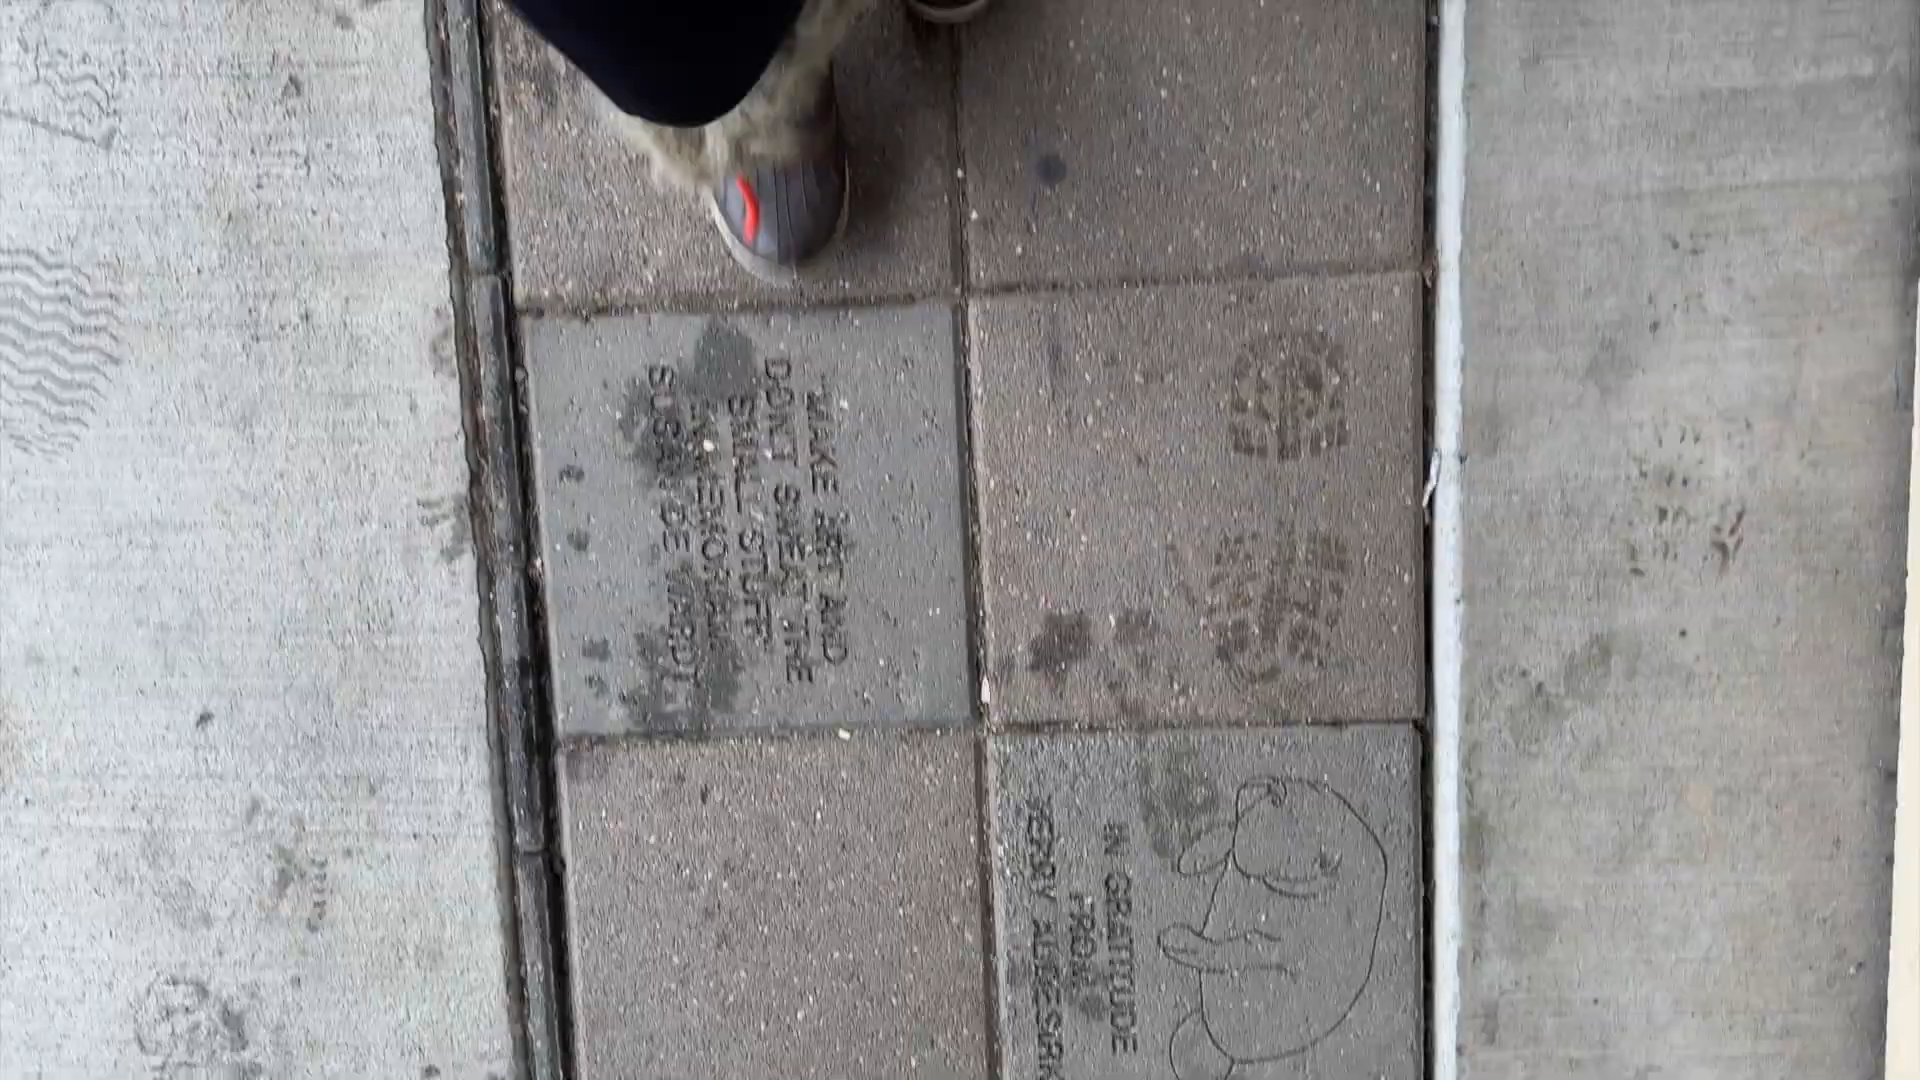 "MAKE ART AND
DON'T SWEAT THE
SMALL STUFF"
SUSAN DE WARDT
IN GRATITUDE
FROM